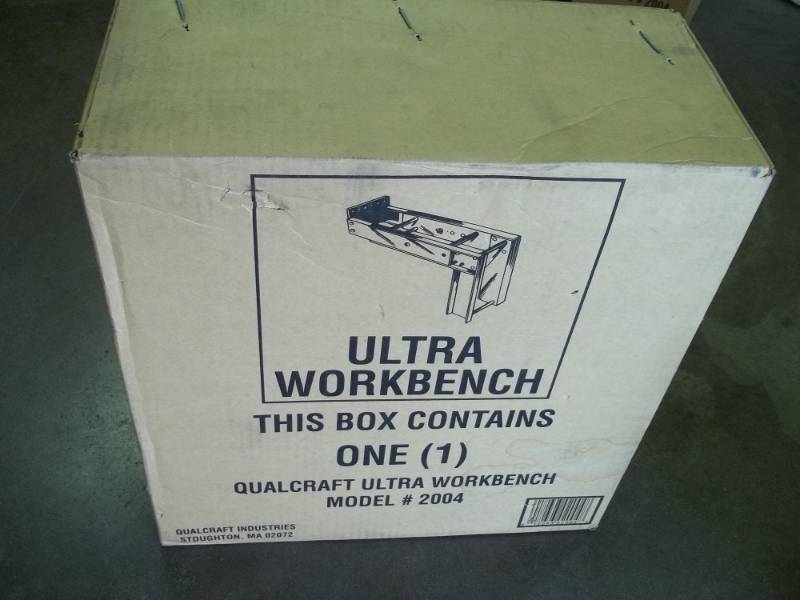 ULTRA
WORKBENCH
THIS BOX CONTAINS
ONE (1)
QUALCRAFT ULTRA WORKBENCH
MODEL # 2004
QUALCRAFT INDUSTRIES
STOUGHTON, MA 02072